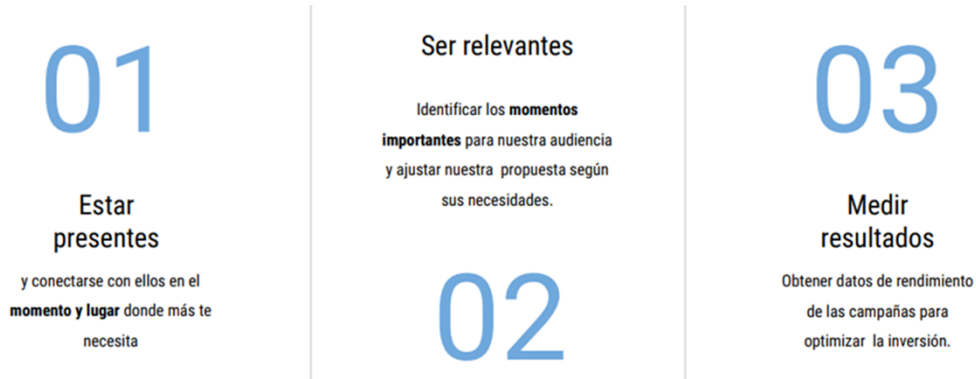 01
Estar
presentes
y conectarse con ellos en el
momento y lugar donde más te
necesita
Ser relevantes
Identificar los momentos
importantes para nuestra audiencia
y ajustar nuestra propuesta según
sus necesidades.
02
03
Medir
resultados
Obtener datos de rendimiento
de las campañas para
optimizar la inversión.